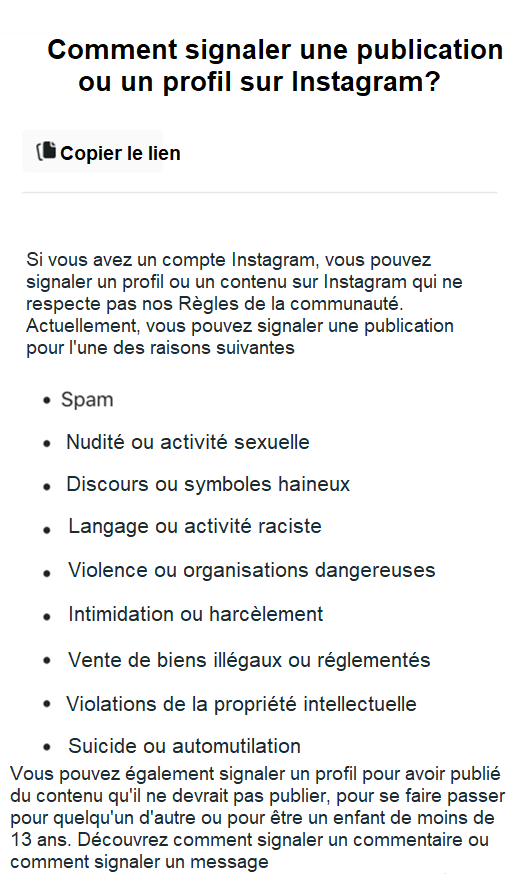 Comment signaler une publication
ou un profil sur Instagram?
Copier le lien
Si vous avez un compte Instagram, vous pouvez
signaler un profil ou un contenu sur Instagram qui ne
respecte pas nos Règles de la communauté.
Actuellement, vous pouvez signaler une publication
pour l'une des raisons suivantes
• Spam
• Nudité ou activité sexuelle
• Discours ou symboles haineux
• Langage ou activité raciste
• Violence ou organisations dangereuses
• Intimidation ou harcèlement
• Vente de biens illégaux ou réglementés
• Violations de la propriété intellectuelle
• Suicide ou automutilation
Vous pouvez également signaler un profil pour avoir publié
du contenu qu'il ne devrait pas publier, pour se faire passer
pour quelqu'un d'autre ou pour être un enfant de moins de
13 ans. Découvrez comment signaler un commentaire ou
comment signaler un message